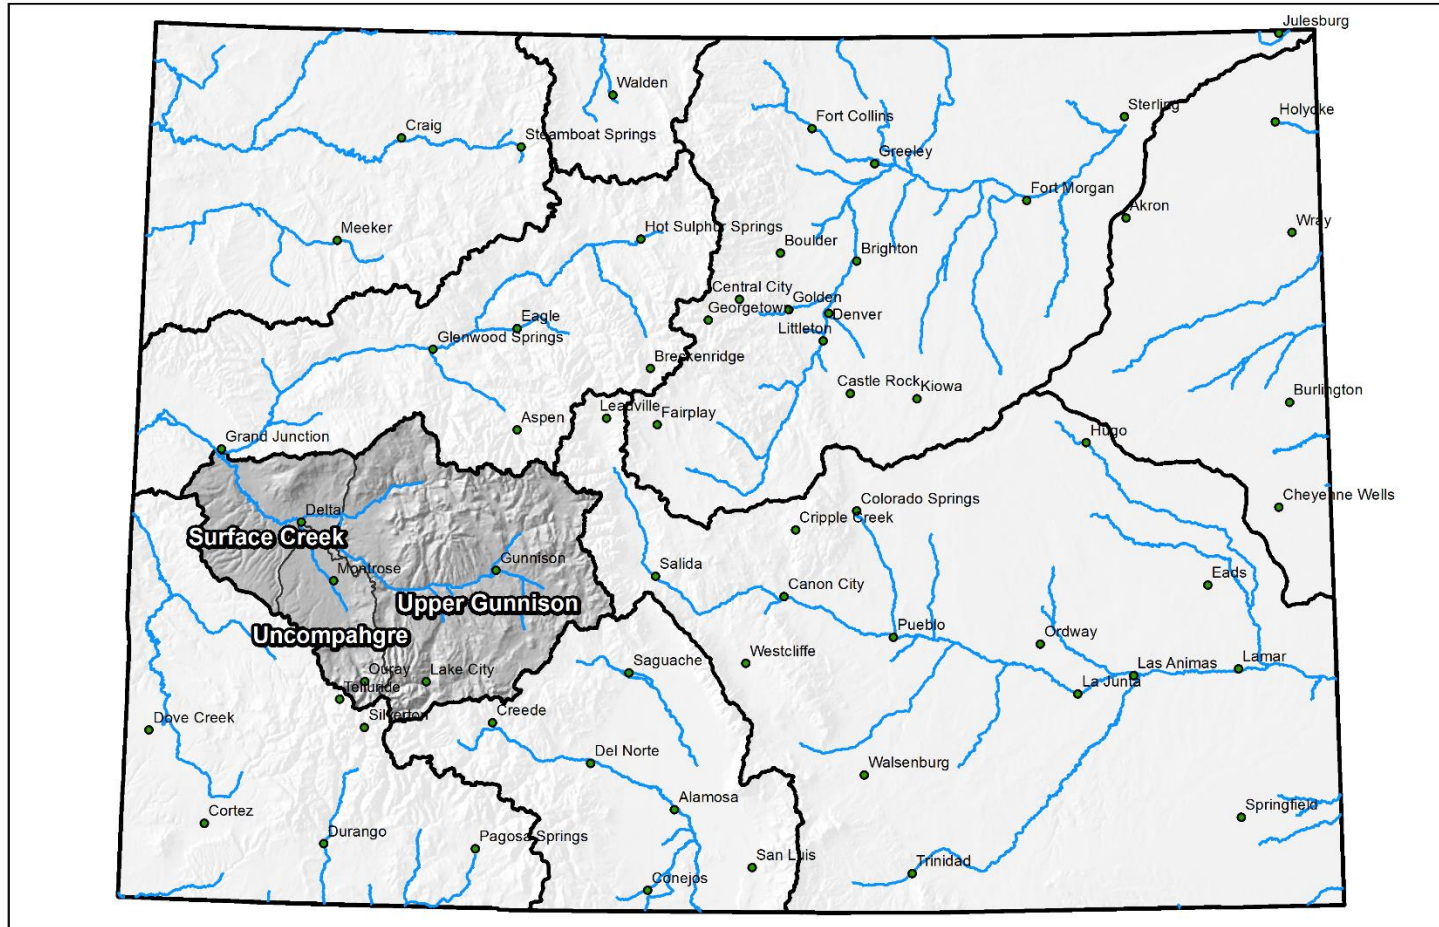 Julesburg
Walden
Holyoke
Sterling
Fort Collins
Craig
Steamboat Springs
Greeley
Fort Morgan
Akron
Wray
Meeker
Hot Sulphur Springs
Boulder
Brighton
Central City
Golden
Georgetown
Denver
Eagle
Littleton
Glenwood Springs
Breckenridge
Castle Rock
Kiowa
Burlington
Leadville
Aspen
Fairplay
Grand Junction
Hugo
Colorado Springs
Cheyenne Wells
Delta
Cripple Creek
Surface Creek
Gunnison
Montrose
Salida
Eads
Canon City
Upper Gunnison
Pueblo
Ordway
Uncompahgre
Westcliffe
Saguache
Las Animas
Lamar
Ouray
Lake City
Telluride
La Junta
Dove Creek
Silverton
Creede
Del Norte
Walsenburg
Alamosa
Cortez
Springfield
Durango
Pagosa Springs
San Luis
Trinidad
Conejos